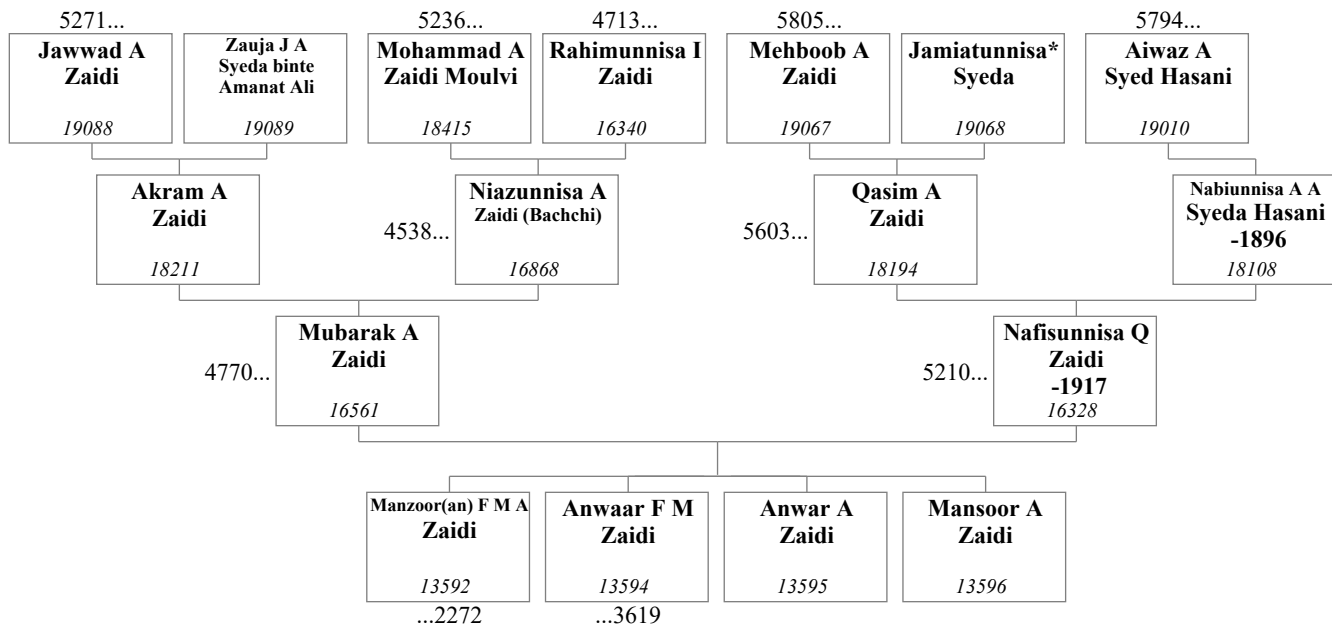 5271...
5236...
4713...
5805...
5794...
Jawwad A
Zaidi
19088
Zauja J A
Syeda binte
Amanat Ali
19089
Mohammad A
Zaidi Moulvi
18415
Rahimunnisa I
Zaidi
16340
Mehboob A
Zaidi
19067
Jamiatunnisa*
Syeda
19068
Aiwaz A
Syed Hasani
19010
Akram A
Zaidi
18211
4538...
Niazunnisa A
Zaidi (Bachchi)
16868
5603...
Qasim A
Zaidi
18194
Nabiunnisa A A
Syeda Hasani
-1896
18108
4770...
Mubarak A
Zaidi
16561
5210...
Nafisunnisa Q
Zaidi
-1917
16328
Manzoor(an) F M A
Zaidi
13592
...2272
Anwaar F M
Zaidi
13594
...3619
Anwar A
Zaidi
13595
Mansoor A
Zaidi
13596